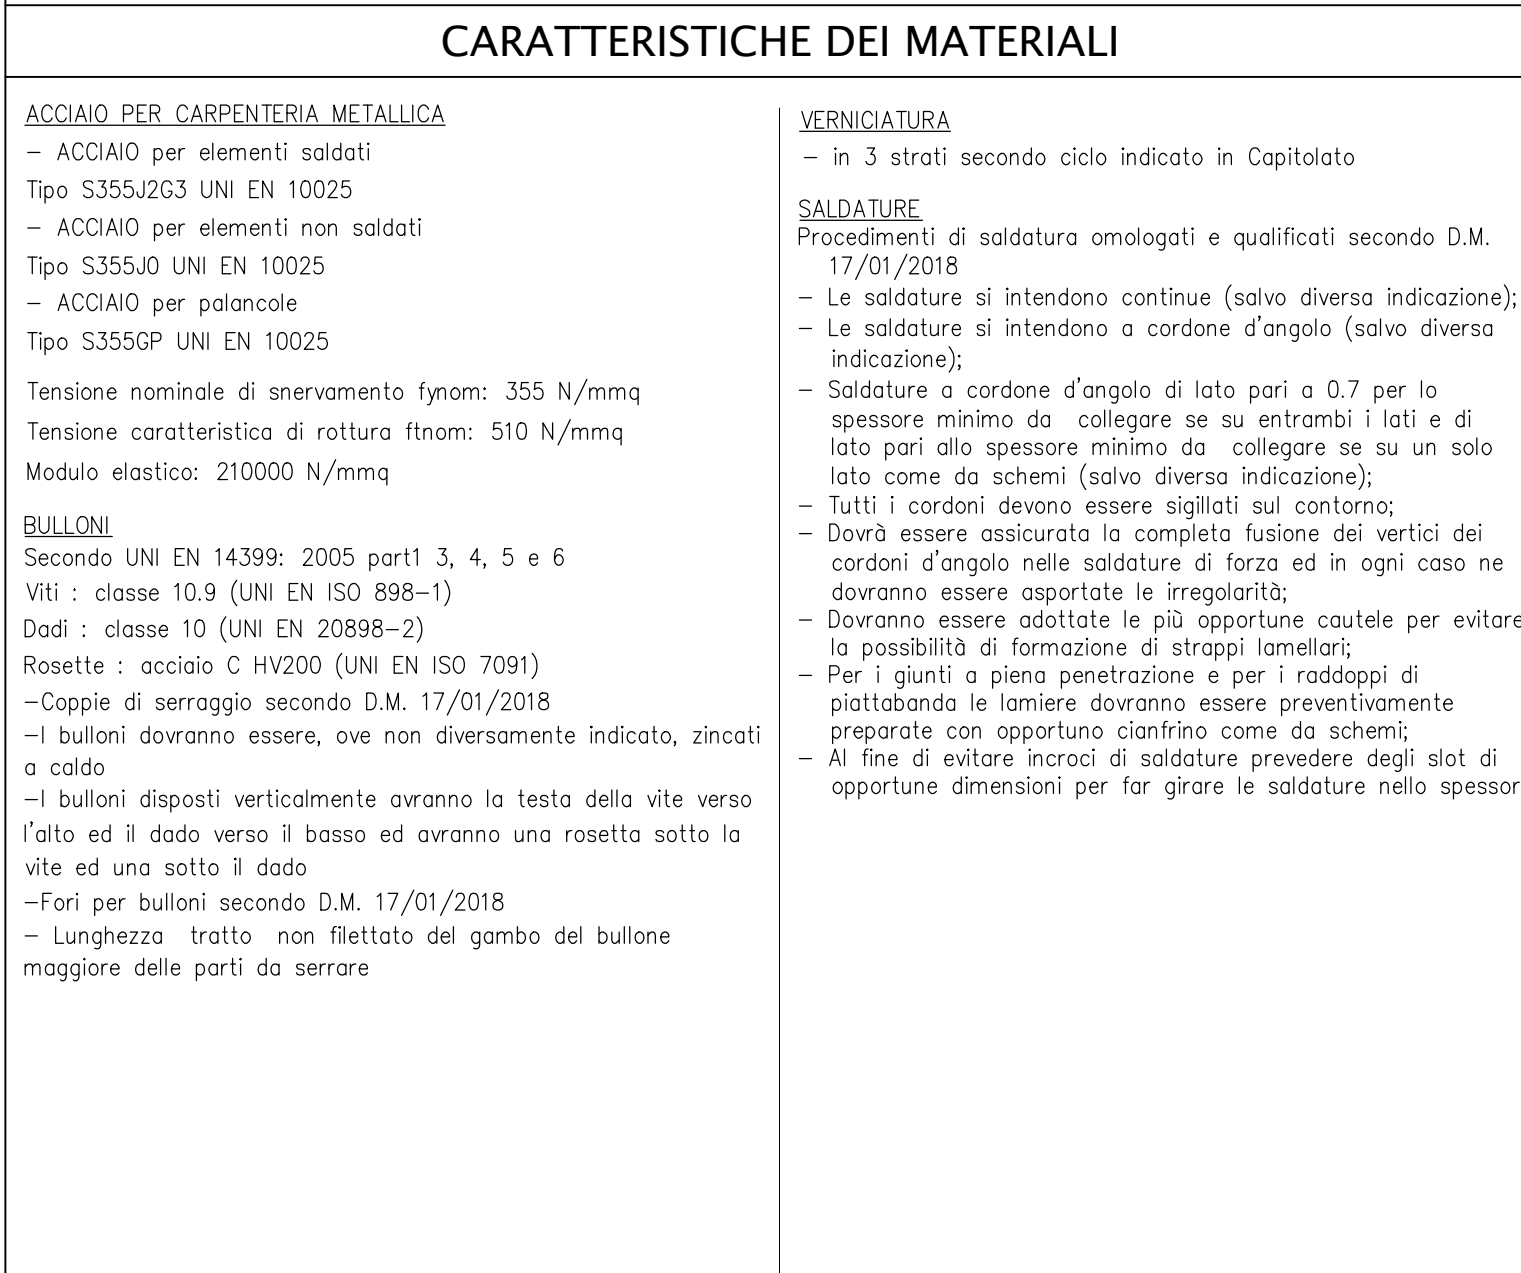 CARATTERISTICHE DEI MATERIALI
ACCIAIO PER CARPENTERIA METALLICA
- ACCIAIO per elementi saldati
Tipo S355J2G3 UNI EN 10025
- ACCIAIO per elementi non saldati
Tipo S355J0 UNI EN 10025
- ACCIAIO per palancole
Tipo S355GP UNI EN 10025
Tensione nominale di snervamento fynom: 355 N/mmq
Tensione caratteristica di rottura ftnom: 510 N/mmq
Modulo elastico: 210000 N/mmq
BULLONI
Secondo UNI EN 14399: 2005 part1 3, 4, 5 e 6
Viti : classe 10.9 (UNI EN ISO 898-1)
Dadi : classe 10 (UNI EN 20898-2)
Rosette : acciaio C HV200 (UNI EN ISO 7091)
-Coppie di serraggio secondo D.M. 17/01/2018
-I bulloni dovranno essere, ove non diversamente indicato, zincati
a caldo
-I bulloni disposti verticalmente avranno la testa della vite verso
l'alto ed il dado verso il basso ed avranno una rosetta sotto la
vite ed una sotto il dado
-Fori per bulloni secondo D.M. 17/01/2018
- Lunghezza tratto non filettato del gambo del bullone
maggiore delle parti da serrare
VERNICIATURA
- in 3 strati secondo ciclo indicato in Capitolato
SALDATURE
Procedimenti di saldatura omologati e qualificati secondo D.M.
17/01/2018
- Le saldature si intendono continue (salvo diversa indicazione);
- Le saldature si intendono a cordone d'angolo (salvo diversa
indicazione);
- Saldature a cordone d'angolo di lato pari a 0.7 per lo
spessore minimo da collegare se su entrambi i lati e di
lato pari allo spessore minimo da collegare se su un solo
lato come da schemi (salvo diversa indicazione);
- Tutti i cordoni devono essere sigillati sul contorno;
- Dovrà essere assicurata la completa fusione dei vertici dei
cordoni d'angolo nelle saldature di forza ed in ogni caso ne
dovranno essere asportate le irregolarità;
- Dovranno essere adottate le più opportune cautele per evitare
la possibilità di formazione di strappi lamellari;
- Per i giunti a piena penetrazione e per i raddoppi di
piattabanda le lamiere dovranno essere preventivamente
preparate con opportuno cianfrino come da schemi;
- Al fine di evitare incroci di saldature prevedere degli slot di
opportune dimensioni per far girare le saldature nello spessor